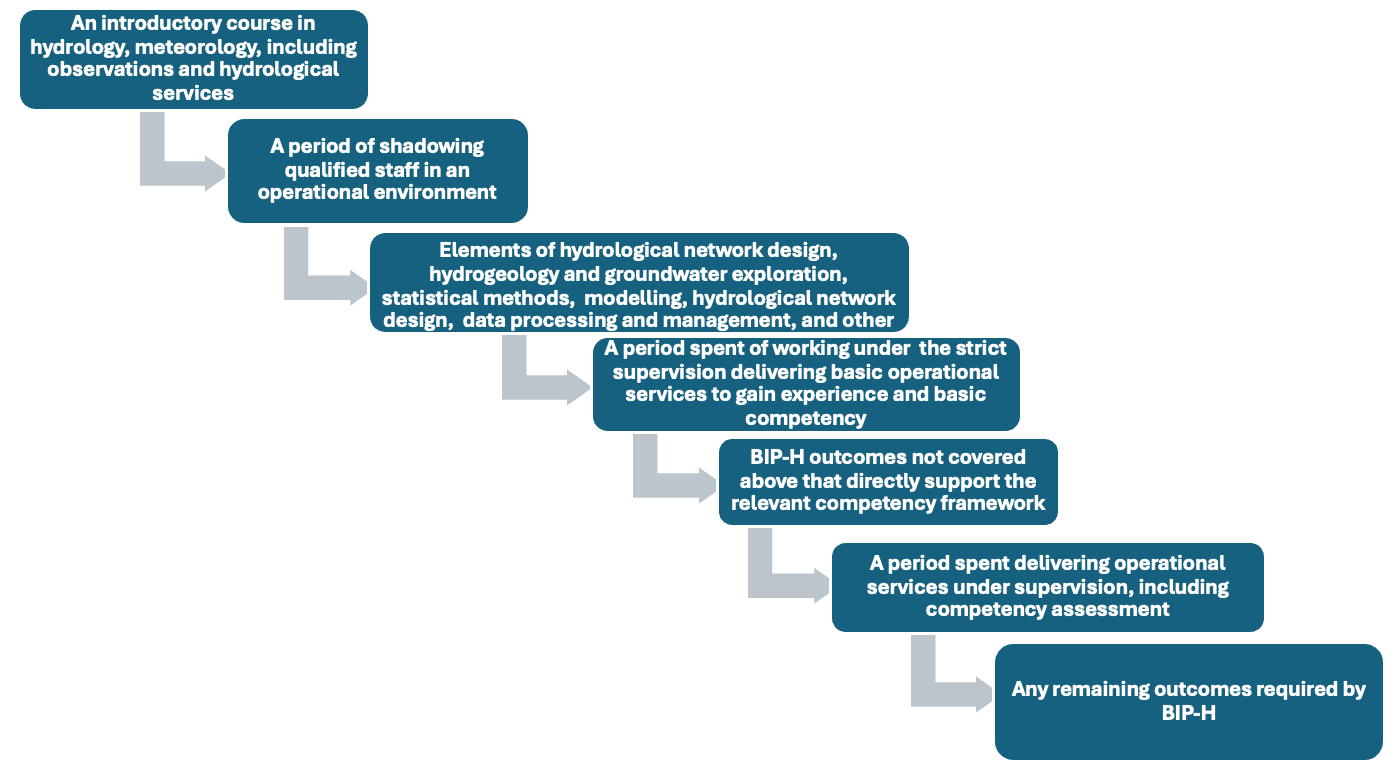 An introductory course in
hydrology, meteorology, including
observations and hydrological
services
A period of shadowing
qualified staff in an
operational environment
Elements of hydrological network design,
hydrogeology and groundwater exploration,
statistical methods,  modelling, hydrological network
design,  data processing and management, and other
A period spent of working under  the strict
supervision delivering basic operational
services to gain experience and basic
competency
BIP-H outcomes not covered
above that directly support the
relevant competency framework
A period spent delivering operational
services under supervision, including
competency assessment
Any remaining outcomes required by
BIP-H